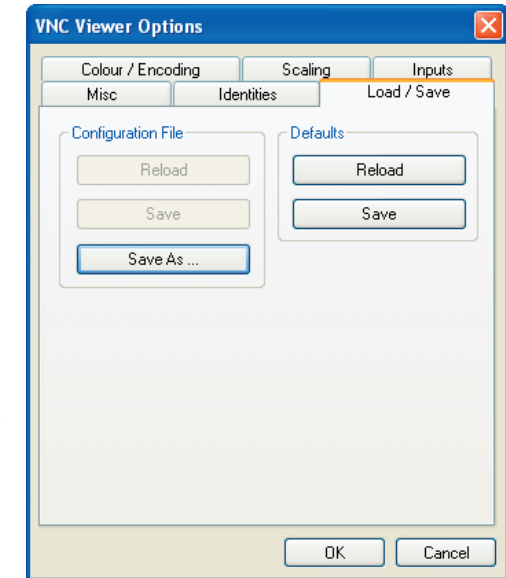 VNC Viewer Options
Colour / Encoding Scaling Inputs
Misc Identities Load / Save
Configuration File Defaults
Reload Reload
Save Save
Save As ...
OK Cancel